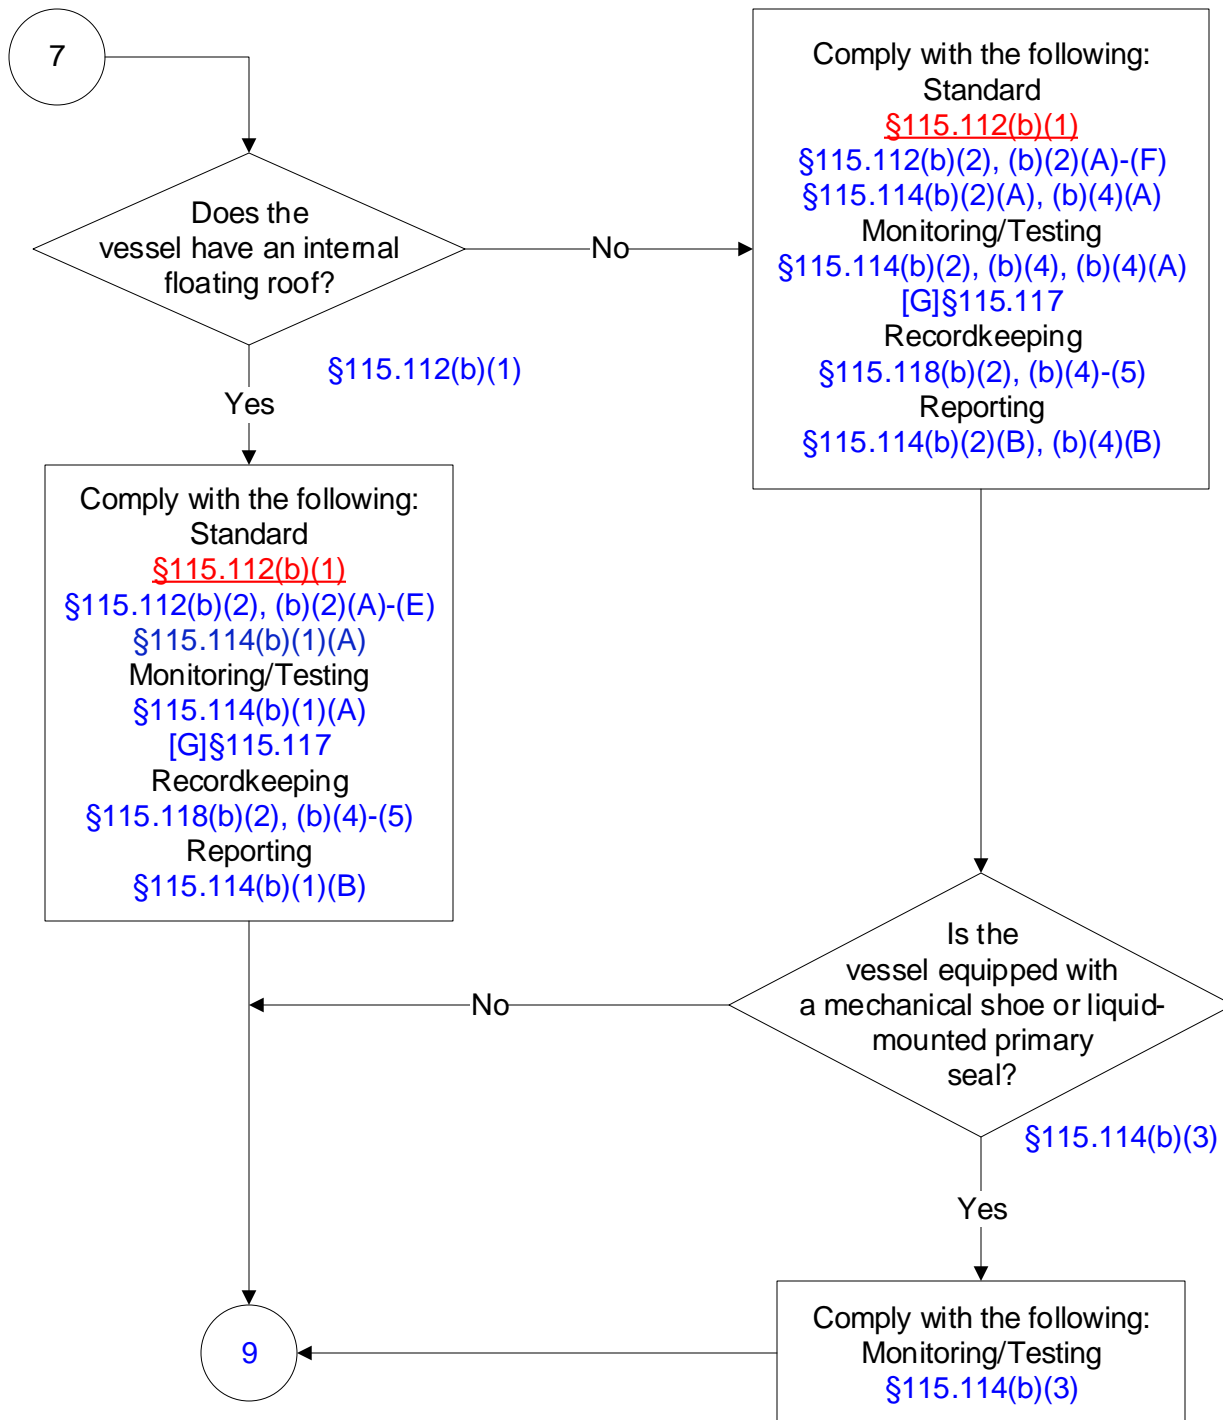 7
Does the
vessel have an internal
floating roof?
No
§115.112(b)(1)
Yes
Comply with the following:
Standard
§115.112(b)(1)
§115.112(b)(2), (b)(2)(A)-(F)
§115.114(b)(2)(A), (b)(4)(A)
Monitoring/Testing
§115.114(b)(2), (b)(4), (b)(4)(A)
[G]§115.117
Recordkeeping
§115.118(b)(2), (b)(4)-(5)
Reporting
§115.114(b)(2)(B), (b)(4)(B)
Comply with the following:
Standard
§115.112(b)(1)
§115.112(b)(2), (b)(2)(A)-(E)
§115.114(b)(1)(A)
Monitoring/Testing
§115.114(b)(1)(A)
[G]§115.117
Recordkeeping
§115.118(b)(2), (b)(4)-(5)
Reporting
§115.114(b)(1)(B)
Is the
vessel equipped with
a mechanical shoe or liquid-
mounted primary
seal?
No
§115.114(b)(3)
Yes
Comply with the following:
Monitoring/Testing
§115.114(b)(3)
9